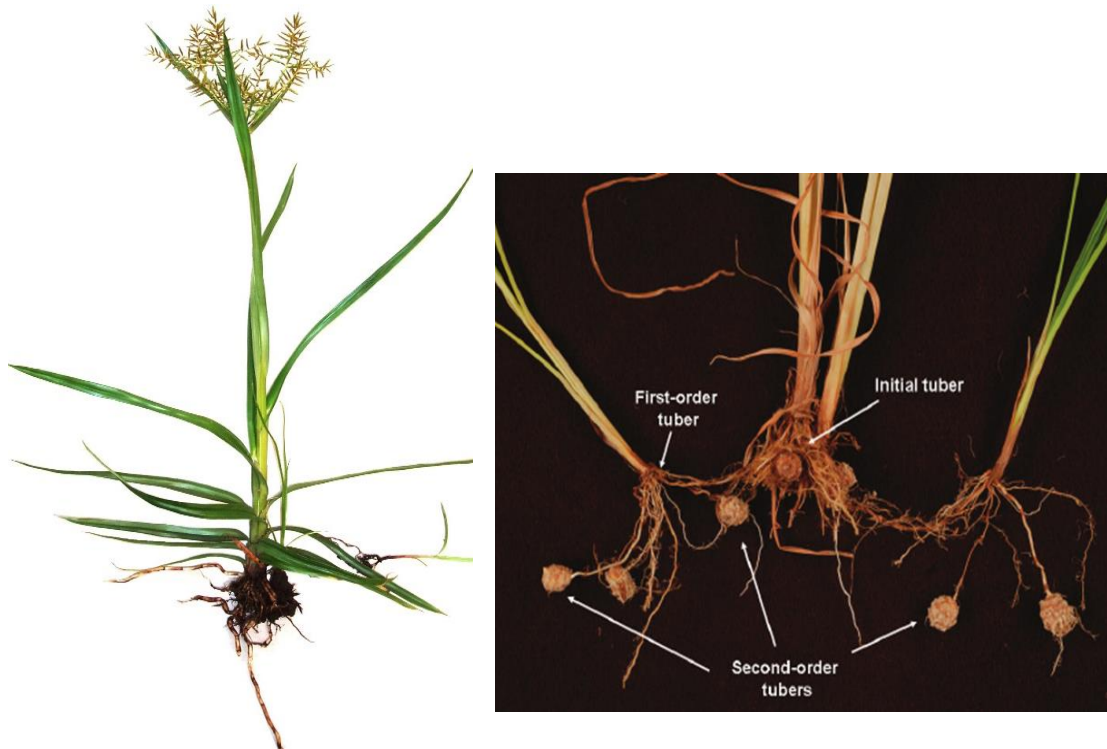 First-order
tuber
Initial tuber
Second-order
tubers